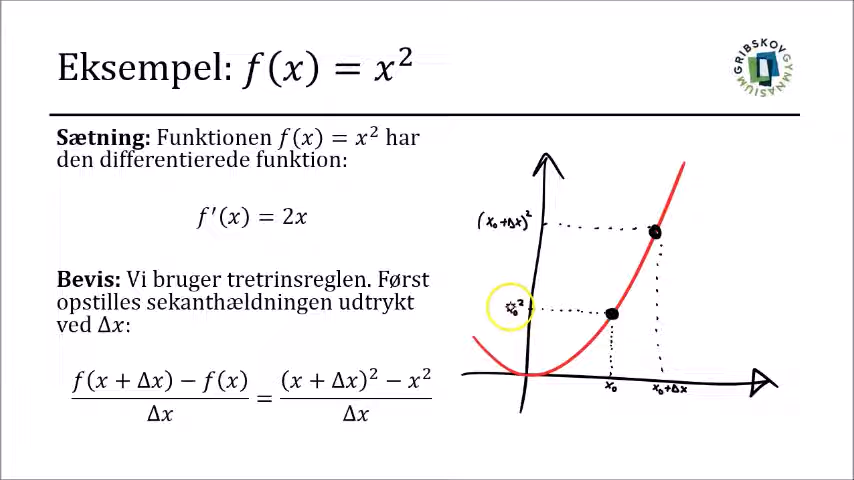 Eksempel: f(x) = x²
GRIBSKOV GYMNASIUM
Sætning: Funktionen f(x) = x² har
den differentierede funktion:
f′(x) = 2x
Bevis: Vi bruger tretrinsreglen. Først
opstilles sekanthældningen udtrykt
ved Δx:
f(x + Δx) − f(x) / Δx = (x + Δx)² − x² / Δx
(x₀+Δx)²
x₀²
x₀
x₀+Δx